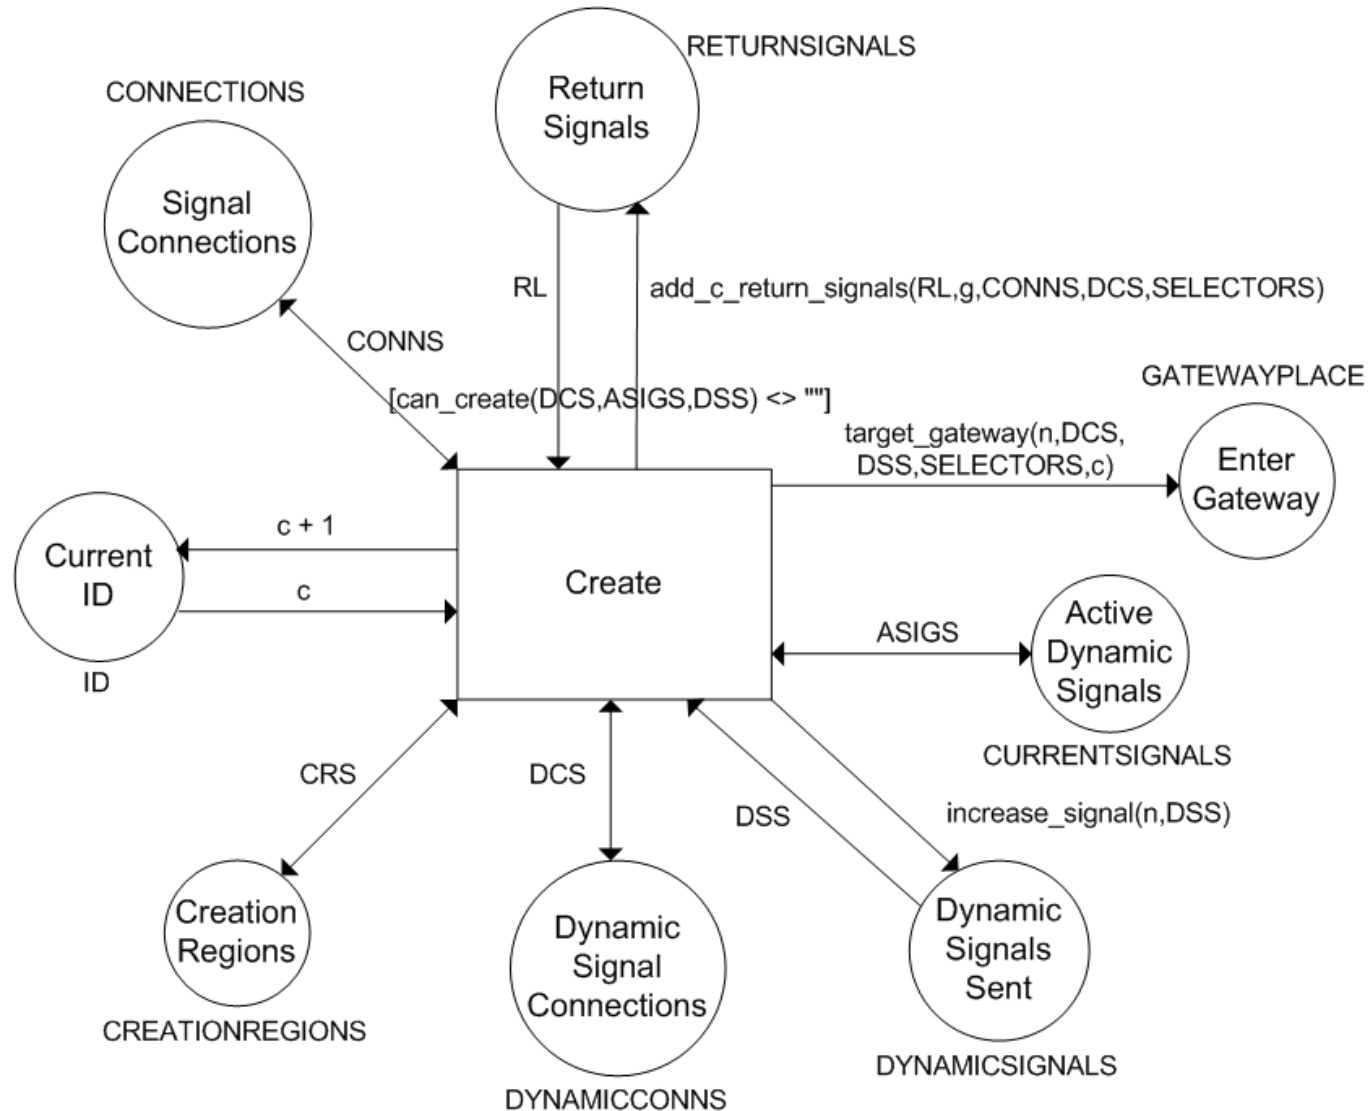 RETURNSIGNALS
Return
Signals
CONNECTIONS
Signal
Connections
RL
add_c_return_signals(RL,g,CONNS,DCS,SELECTORS)
CONNS
GATEWAYPLACE
[can_create(DCS,ASIGS,DSS) <> ""]
target_gateway(n,DCS,
DSS,SELECTORS,c)
Enter
Gateway
c + 1
Current
ID
c
ID
Create
ASIGS
Active
Dynamic
Signals
CURRENTSIGNALS
CRS
DCS
DSS
increase_signal(n,DSS)
Creation
Regions
CREATIONREGIONS
Dynamic
Signal
Connections
DYNAMICCONNS
Dynamic
Signals
Sent
DYNAMICSIGNALS